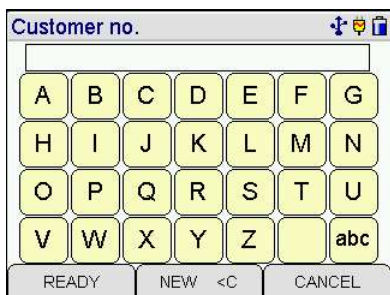 Customer no.
A B C D E F G
H I J K L M N
O P Q R S T U
V W X Y Z abc
READY NEW <C CANCEL